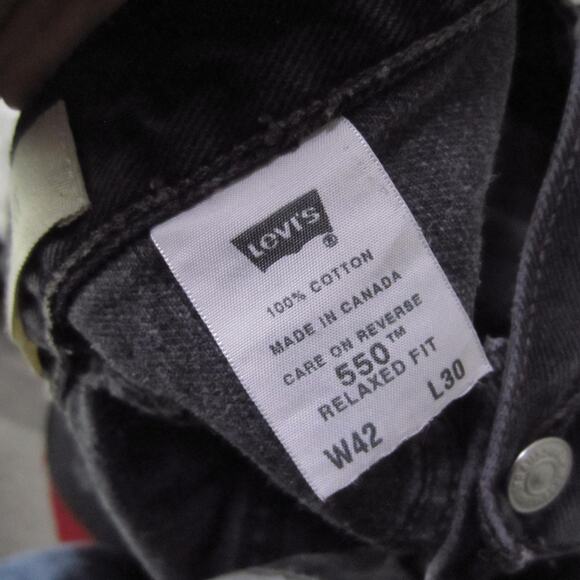 Levi's®
100% COTTON
MADE IN CANADA
CARE ON REVERSE
550™
RELAXED FIT
W42 L30